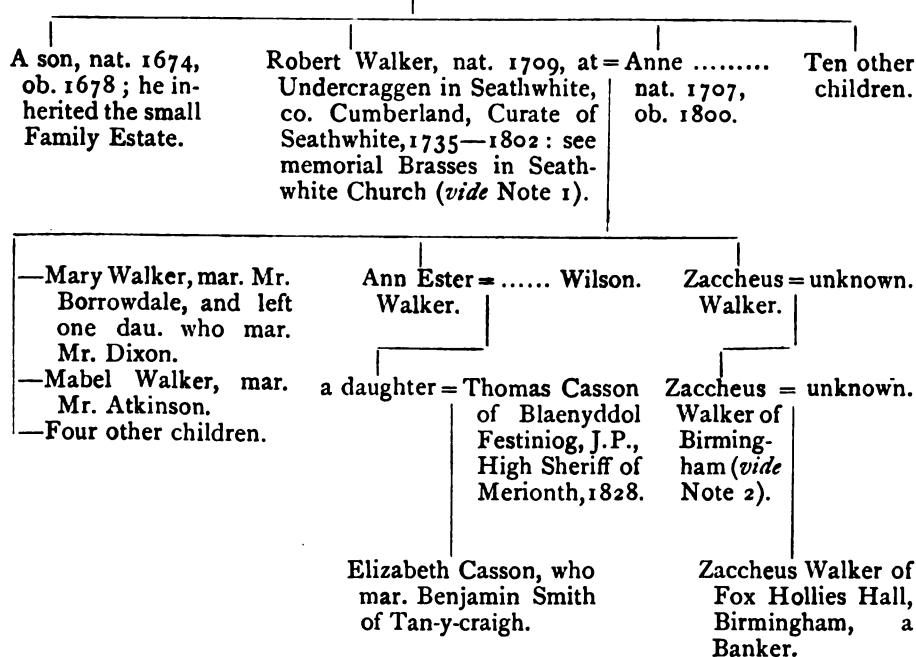 A son, nat. 1674,
ob. 1678 ; he in-
herited the small
Family Estate.
Robert Walker, nat. 1709, at = Anne .........
Undercraggen in Seathwhite,
co. Cumberland, Curate of
Seathwhite, 1735—1802 : see
memorial Brasses in Seath-
white Church (vide Note 1).
nat. 1707,
ob. 1800.
Ten other
children.
—Mary Walker, mar. Mr.
Borrowdale, and left
one dau. who mar.
Mr. Dixon.
—Mabel Walker, mar.
Mr. Atkinson.
—Four other children.
Ann Ester = ...... Wilson.
Walker.
Zaccheus = unknown.
Walker.
a daughter = Thomas Casson
of Blaenyddol
Festiniog, J.P.,
High Sheriff of
Merionth, 1828.
Zaccheus = unknown.
Walker of
Birming-
ham (vide
Note 2).
Elizabeth Casson, who
mar. Benjamin Smith
of Tan-y-craigh.
Zaccheus Walker of
Fox Hollies Hall,
Birmingham, a
Banker.